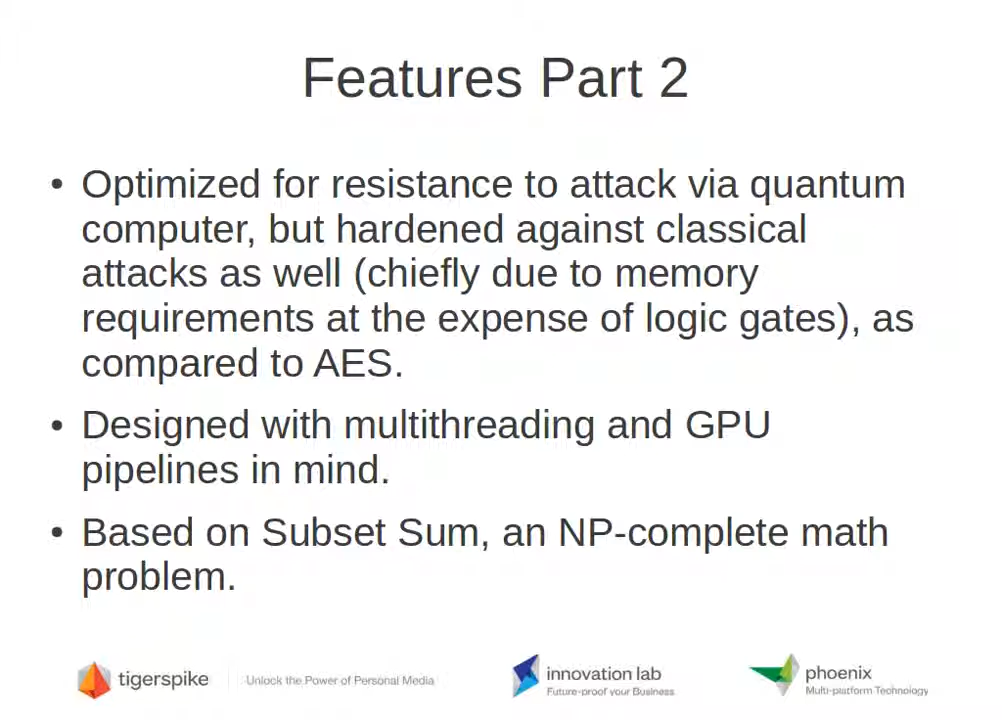 Features Part 2
• Optimized for resistance to attack via quantum
computer, but hardened against classical
attacks as well (chiefly due to memory
requirements at the expense of logic gates), as
compared to AES.
• Designed with multithreading and GPU
pipelines in mind.
• Based on Subset Sum, an NP-complete math
problem.
tigerspike Unlock the Power of Personal Media
innovation lab
Future-proof your Business
phoenix
Multi-platform Technology